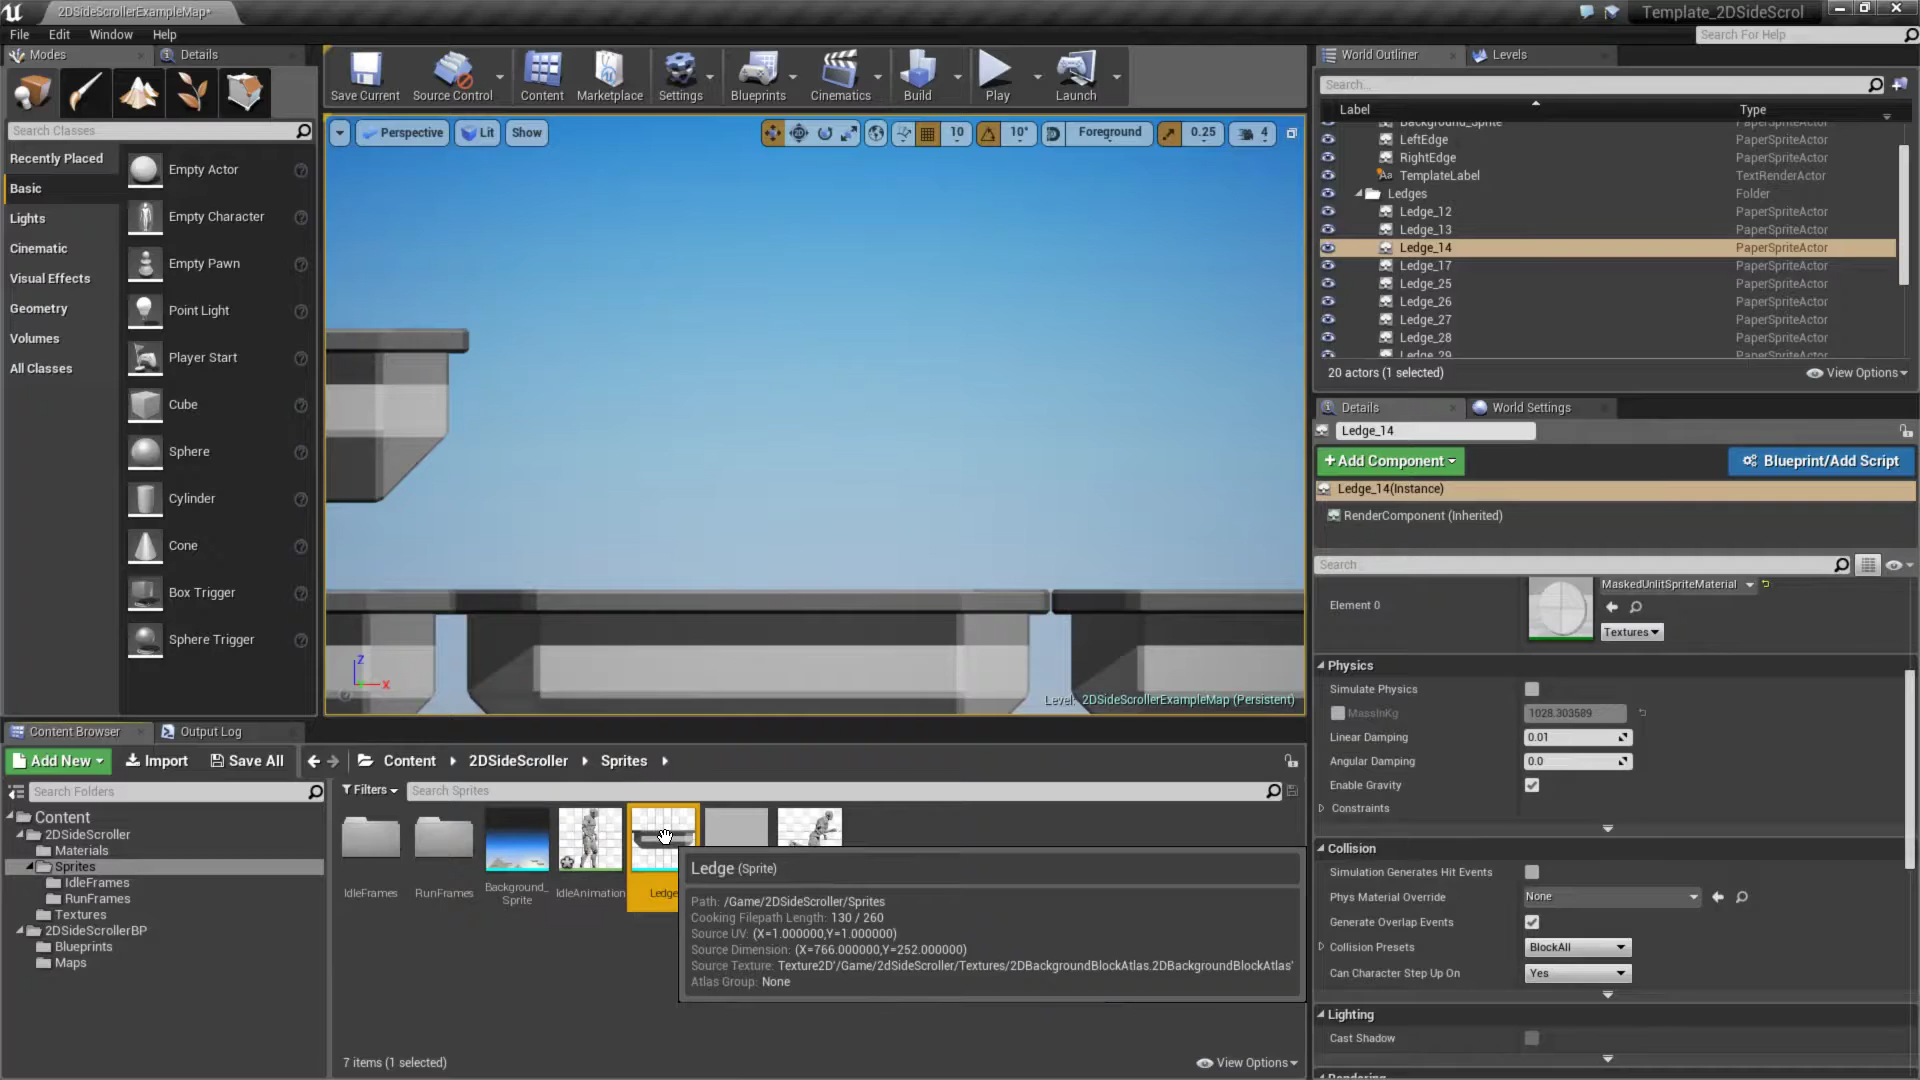 2DSideScrollerExampleMap*
Template_2DSideScrol
File Edit Window Help
Search For Help
Modes
Details
Search Classes
Recently Placed
Basic
Lights
Cinematic
Visual Effects
Geometry
Volumes
All Classes
Empty Actor
Empty Character
Empty Pawn
Point Light
Player Start
Cube
Sphere
Cylinder
Cone
Box Trigger
Sphere Trigger
Save Current
Source Control
Content
Marketplace
Settings
Blueprints
Cinematics
Build
Play
Launch
Perspective
Lit
Show
10
10°
Foreground
0.25
4
Z
X
Level: 2DSideScrollerExampleMap (Persistent)
World Outliner
Levels
Search...
Label Type
Background_Sprite PaperSpriteActor
LeftEdge PaperSpriteActor
RightEdge PaperSpriteActor
TemplateLabel TextRenderActor
Ledges Folder
Ledge_12 PaperSpriteActor
Ledge_13 PaperSpriteActor
Ledge_14 PaperSpriteActor
Ledge_17 PaperSpriteActor
Ledge_25 PaperSpriteActor
Ledge_26 PaperSpriteActor
Ledge_27 PaperSpriteActor
Ledge_28 PaperSpriteActor
Ledge_29 PaperSpriteActor
20 actors (1 selected)
View Options
Details
World Settings
Ledge_14
+Add Component
Blueprint/Add Script
Ledge_14(Instance)
RenderComponent (Inherited)
Search
Element 0
MaskedUnlitSpriteMaterial
Textures
Physics
Simulate Physics
MassInKg 1028.303589
Linear Damping 0.01
Angular Damping 0.0
Enable Gravity
Constraints
Collision
Simulation Generates Hit Events
Phys Material Override None
Generate Overlap Events
Collision Presets BlockAll
Can Character Step Up On Yes
Lighting
Cast Shadow
Rendering
Content Browser
Output Log
Add New
Import
Save All
Content
2DSideScroller
Sprites
Search Folders
Filters
Search Sprites
Content
2DSideScroller
Materials
Sprites
IdleFrames
RunFrames
Textures
2DSideScrollerBP
Blueprints
Maps
IdleFrames
RunFrames
Background_
Sprite
IdleAnimation
Ledge
Ledge (Sprite)
Path: /Game/2DSideScroller/Sprites
Cooking Filepath Length: 130 / 260
Source UV: (X=1.000000,Y=1.000000)
Source Dimension: (X=766.000000,Y=252.000000)
Source Texture: Texture2D'/Game/2dSideScroller/Textures/2DBackgroundBlockAtlas.2DBackgroundBlockAtlas'
Atlas Group: None
7 items (1 selected)
View Options